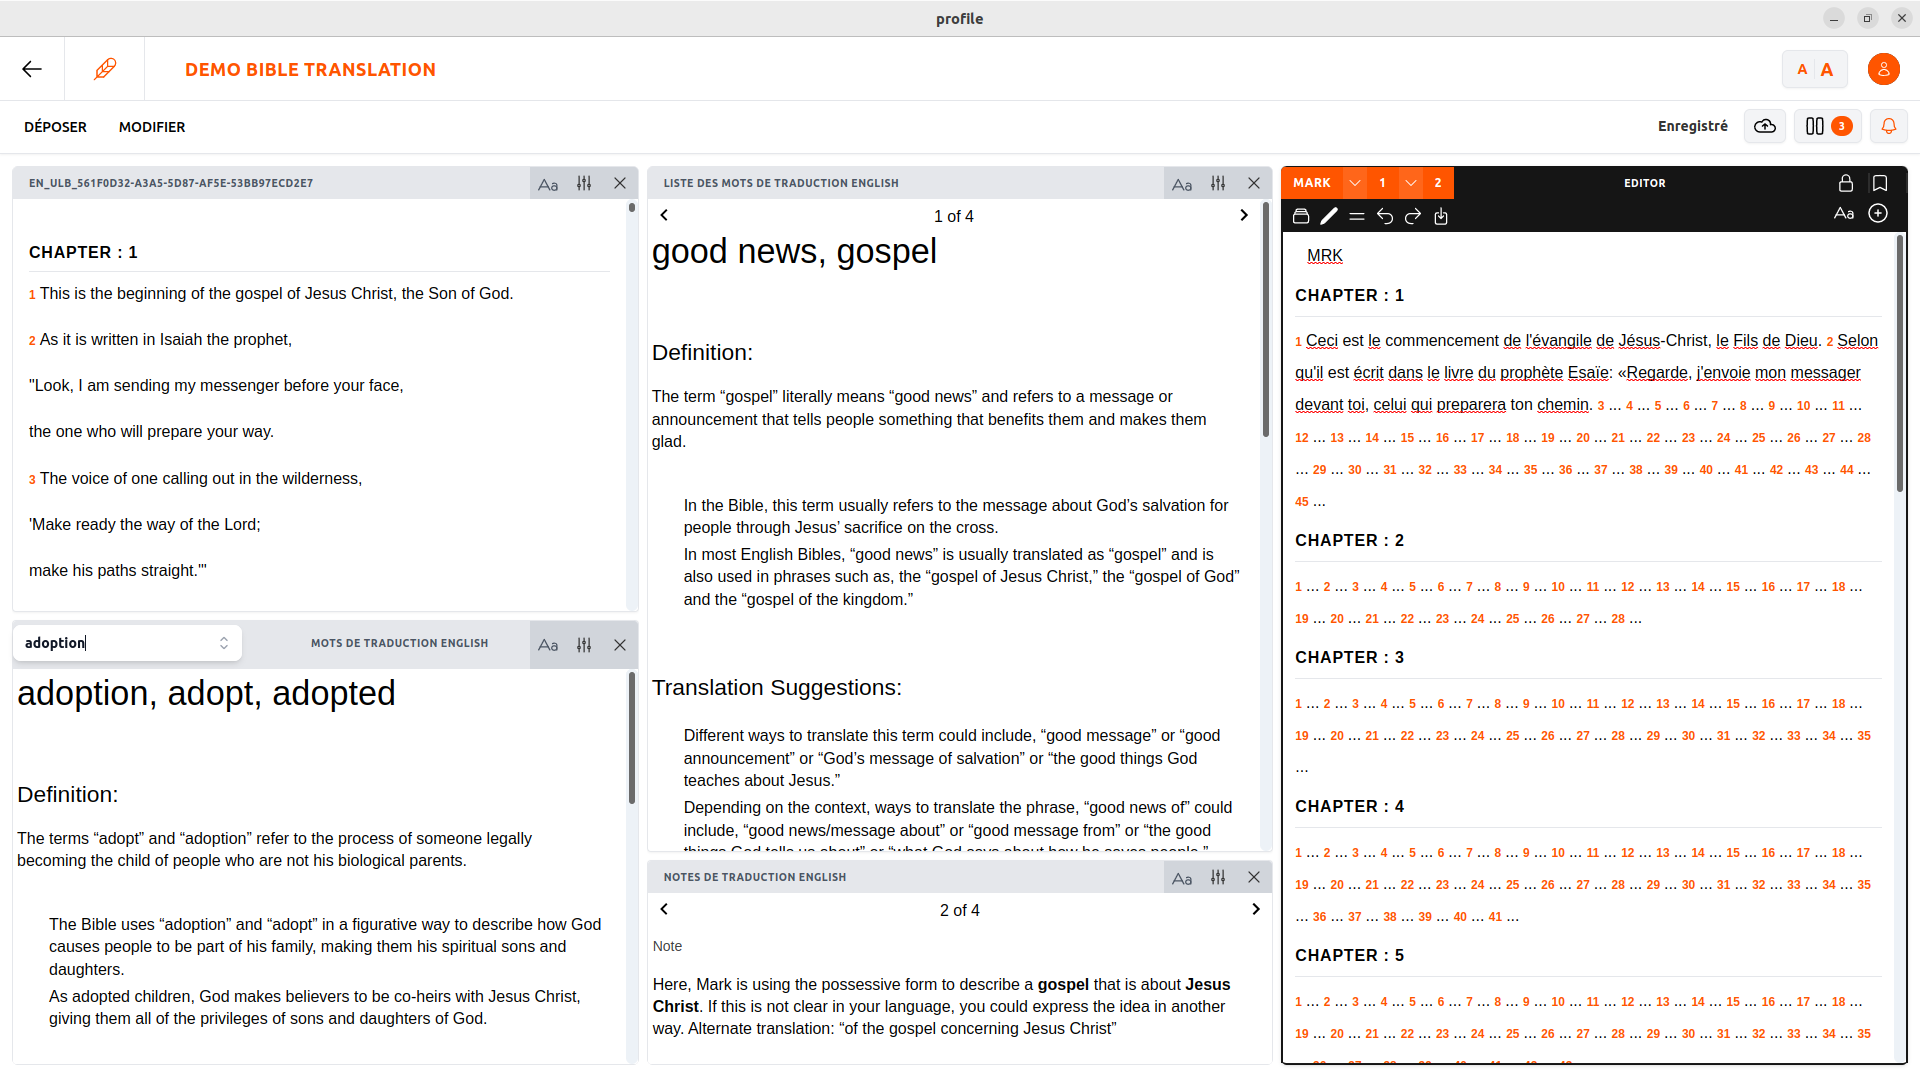 profile
DEMO BIBLE TRANSLATION
A A
DÉPOSER MODIFIER
Enregistré 3
EN_ULB_561F0D32-A3A5-5D87-AF5E-53BB97ECD2E7 Aa
CHAPTER : 1
1 This is the beginning of the gospel of Jesus Christ, the Son of God.
2 As it is written in Isaiah the prophet,
"Look, I am sending my messenger before your face,
the one who will prepare your way.
3 The voice of one calling out in the wilderness,
'Make ready the way of the Lord;
make his paths straight.'"
adoption MOTS DE TRADUCTION ENGLISH Aa
adoption, adopt, adopted
Definition:
The terms “adopt” and “adoption” refer to the process of someone legally
becoming the child of people who are not his biological parents.
The Bible uses “adoption” and “adopt” in a figurative way to describe how God
causes people to be part of his family, making them his spiritual sons and
daughters.
As adopted children, God makes believers to be co-heirs with Jesus Christ,
giving them all of the privileges of sons and daughters of God.
LISTE DES MOTS DE TRADUCTION ENGLISH Aa
1 of 4
good news, gospel
Definition:
The term “gospel” literally means “good news” and refers to a message or
announcement that tells people something that benefits them and makes them
glad.
In the Bible, this term usually refers to the message about God’s salvation for
people through Jesus’ sacrifice on the cross.
In most English Bibles, “good news” is usually translated as “gospel” and is
also used in phrases such as, the “gospel of Jesus Christ,” the “gospel of God”
and the “gospel of the kingdom.”
Translation Suggestions:
Different ways to translate this term could include, “good message” or “good
announcement” or “God’s message of salvation” or “the good things God
teaches about Jesus.”
Depending on the context, ways to translate the phrase, “good news of” could
include, “good news/message about” or “good message from” or “the good
things God tells us about” or “what God says about how he saves people.”
NOTES DE TRADUCTION ENGLISH Aa
2 of 4
Note
Here, Mark is using the possessive form to describe a gospel that is about Jesus
Christ. If this is not clear in your language, you could express the idea in another
way. Alternate translation: “of the gospel concerning Jesus Christ”
MARK 1 2 EDITOR
Aa
MRK
CHAPTER : 1
1 Ceci est le commencement de l'évangile de Jésus-Christ, le Fils de Dieu. 2 Selon
qu'il est écrit dans le livre du prophète Esaïe: «Regarde, j'envoie mon messager
devant toi, celui qui preparera ton chemin. 3 ... 4 ... 5 ... 6 ... 7 ... 8 ... 9 ... 10 ... 11 ...
12 ... 13 ... 14 ... 15 ... 16 ... 17 ... 18 ... 19 ... 20 ... 21 ... 22 ... 23 ... 24 ... 25 ... 26 ... 27 ... 28
... 29 ... 30 ... 31 ... 32 ... 33 ... 34 ... 35 ... 36 ... 37 ... 38 ... 39 ... 40 ... 41 ... 42 ... 43 ... 44 ...
45 ...
CHAPTER : 2
1 ... 2 ... 3 ... 4 ... 5 ... 6 ... 7 ... 8 ... 9 ... 10 ... 11 ... 12 ... 13 ... 14 ... 15 ... 16 ... 17 ... 18 ...
19 ... 20 ... 21 ... 22 ... 23 ... 24 ... 25 ... 26 ... 27 ... 28 ...
CHAPTER : 3
1 ... 2 ... 3 ... 4 ... 5 ... 6 ... 7 ... 8 ... 9 ... 10 ... 11 ... 12 ... 13 ... 14 ... 15 ... 16 ... 17 ... 18 ...
19 ... 20 ... 21 ... 22 ... 23 ... 24 ... 25 ... 26 ... 27 ... 28 ... 29 ... 30 ... 31 ... 32 ... 33 ... 34 ... 35
...
CHAPTER : 4
1 ... 2 ... 3 ... 4 ... 5 ... 6 ... 7 ... 8 ... 9 ... 10 ... 11 ... 12 ... 13 ... 14 ... 15 ... 16 ... 17 ... 18 ...
19 ... 20 ... 21 ... 22 ... 23 ... 24 ... 25 ... 26 ... 27 ... 28 ... 29 ... 30 ... 31 ... 32 ... 33 ... 34 ... 35
... 36 ... 37 ... 38 ... 39 ... 40 ... 41 ...
CHAPTER : 5
1 ... 2 ... 3 ... 4 ... 5 ... 6 ... 7 ... 8 ... 9 ... 10 ... 11 ... 12 ... 13 ... 14 ... 15 ... 16 ... 17 ... 18 ...
19 ... 20 ... 21 ... 22 ... 23 ... 24 ... 25 ... 26 ... 27 ... 28 ... 29 ... 30 ... 31 ... 32 ... 33 ... 34 ... 35